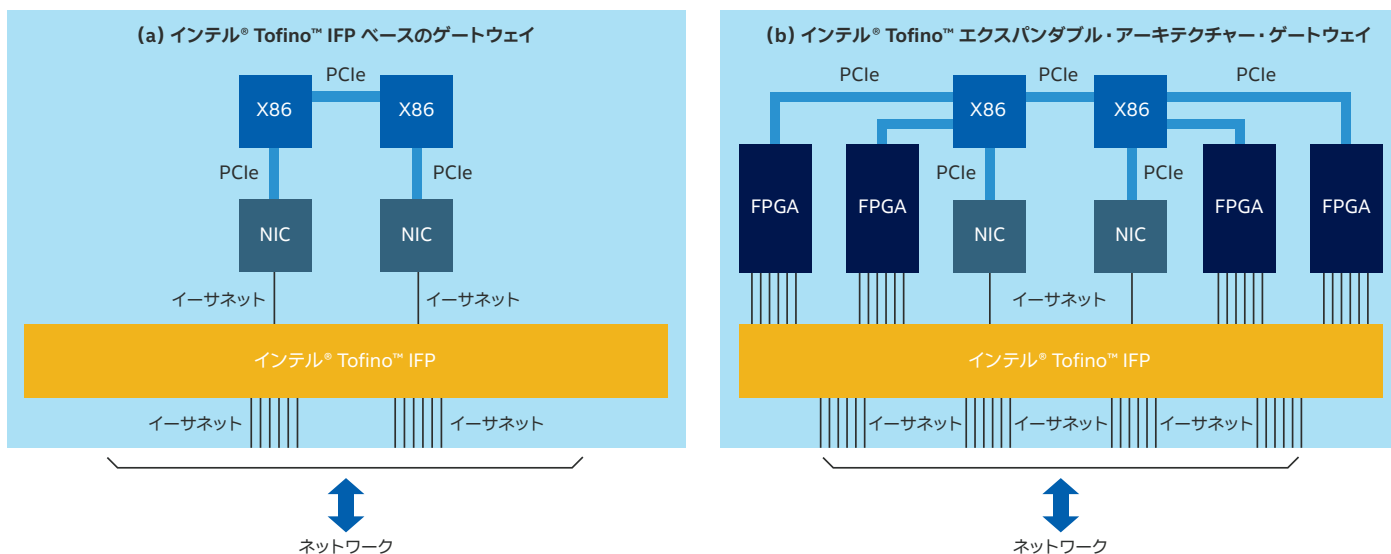 (a) インテル® Tofino™ IFP ベースのゲートウェイ
PCIe
X86
X86
PCIe
PCIe
NIC
NIC
イーサネット
イーサネット
インテル® Tofino™ IFP
イーサネット
イーサネット
ネットワーク
(b) インテル® Tofino™ エクスパンダブル・アーキテクチャー・ゲートウェイ
PCIe
PCIe
PCIe
X86
X86
PCIe
PCIe
FPGA
FPGA
NIC
NIC
FPGA
FPGA
イーサネット
インテル® Tofino™ IFP
イーサネット
イーサネット
イーサネット
ネットワーク